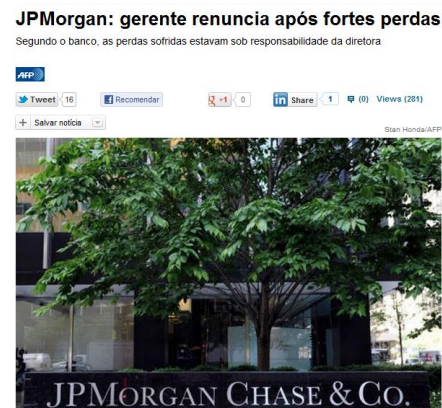 JPMorgan: gerente renuncia após fortes perdas
Segundo o banco, as perdas sofridas estavam sob responsabilidade da diretora
AFP
Tweet 16 Recomendar +1 0 in Share 1 (0) Views (281)
+ Salvar notícia
Stan Honda/AFP
JPMORGAN CHASE & CO.